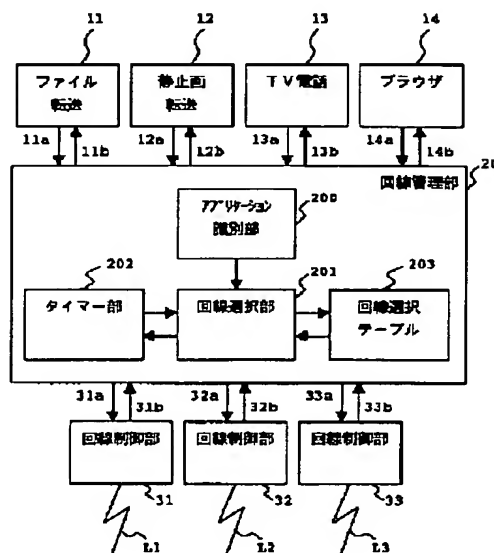 11 12 13 14
ファイル 静止画 TV電話 ブラウザ
転送 転送
11a 11b 12a 12b 13a 13b 14a 14b
20
回線管理部
200
アプリケーション
識別部
202 201 203
タイマー部 回線選択部 回線選択
テーブル
31a 31b 32a 32b 33a 33b
回線制御部 回線制御部 回線制御部
31 32 33
L1 L2 L3